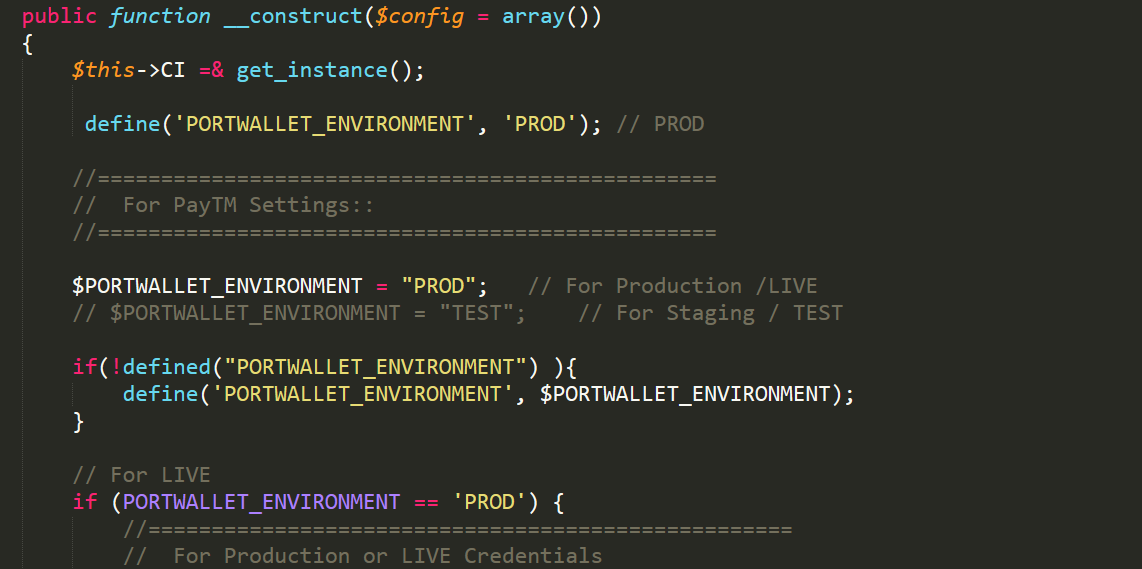 public function __construct($config = array())
{
$this->CI =& get_instance();
define('PORTWALLET_ENVIRONMENT', 'PROD'); // PROD
//=================================================
//  For PayTM Settings::
//=================================================
$PORTWALLET_ENVIRONMENT = "PROD";   // For Production /LIVE
// $PORTWALLET_ENVIRONMENT = "TEST";    // For Staging / TEST
if(!defined("PORTWALLET_ENVIRONMENT") ){
define('PORTWALLET_ENVIRONMENT', $PORTWALLET_ENVIRONMENT);
}
// For LIVE
if (PORTWALLET_ENVIRONMENT == 'PROD') {
//===================================================
//  For Production or LIVE Credentials